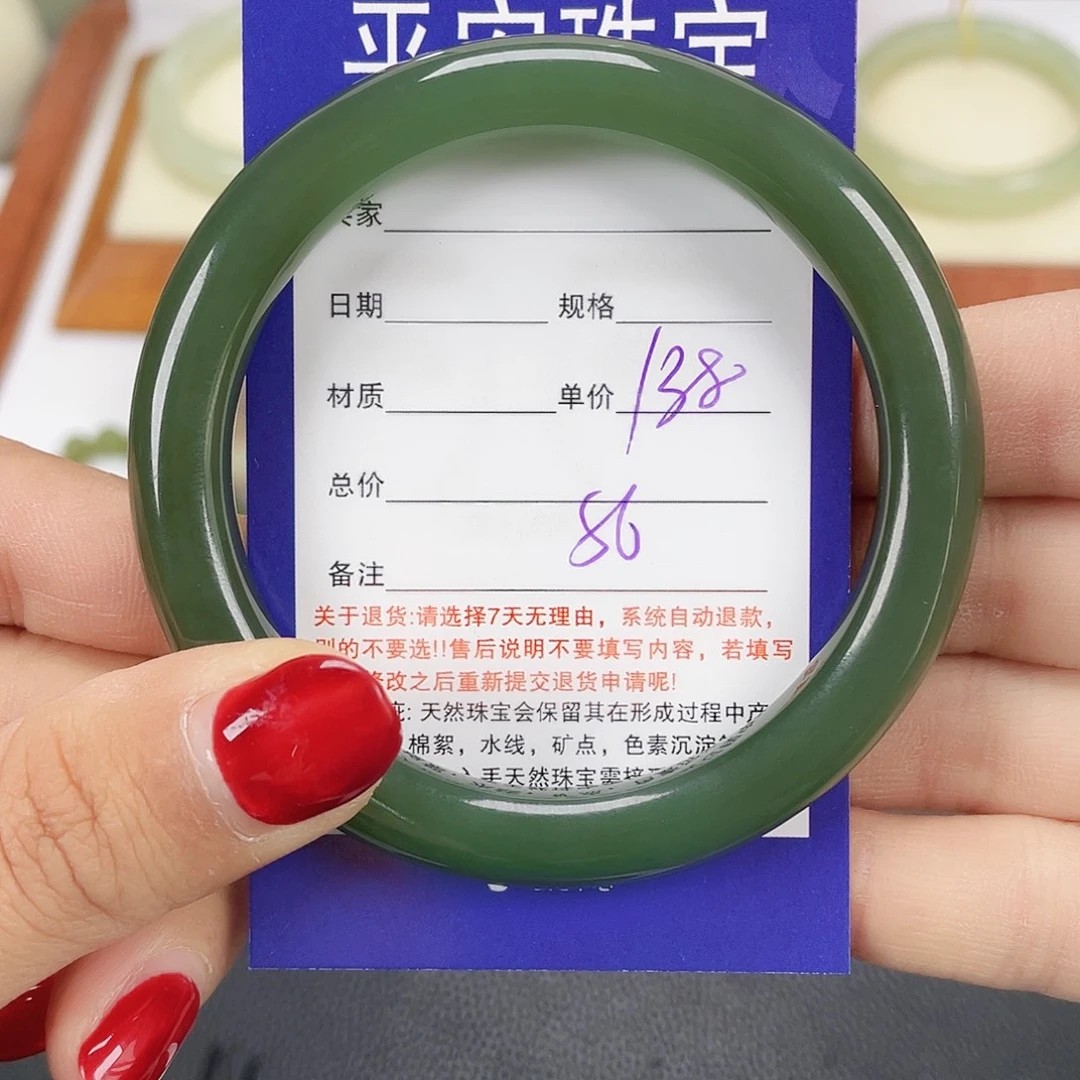 平安珠宝
家
日期 规格
材质 单价 138
总价
86
备注
关于退货:请选择7天无理由，系统自动退款，
别的不要选!!售后说明不要填写内容，若填写
修改之后重新提交退货申请呢!
: 天然珠宝会保留其在形成过程中产
棉絮，水线，矿点，色素沉淀
手天然珠宝需接